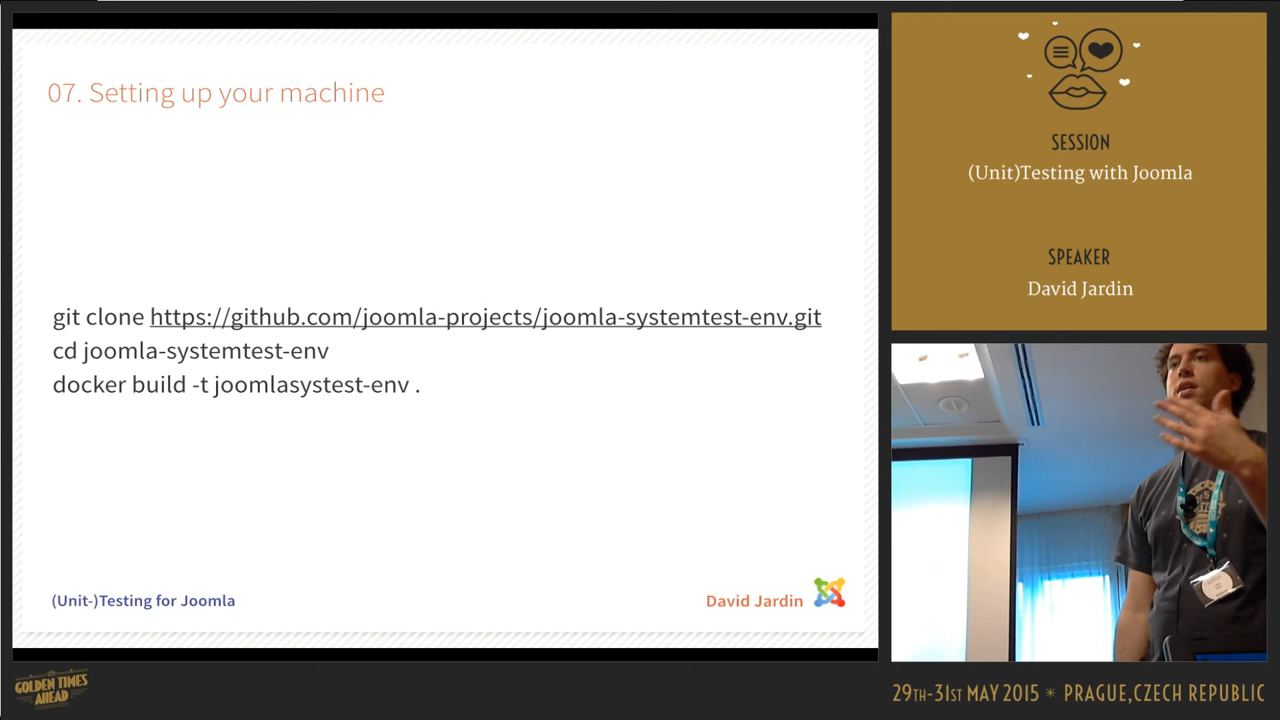 07. Setting up your machine
git clone https://github.com/joomla-projects/joomla-systemtest-env.git
cd joomla-systemtest-env
docker build -t joomlasystest-env .
(Unit-)Testing for Joomla
David Jardin
SESSION
(Unit)Testing with Joomla
SPEAKER
David Jardin
GOLDEN TIMES
AHEAD
29TH-31ST MAY 2015 * PRAGUE,CZECH REPUBLIC